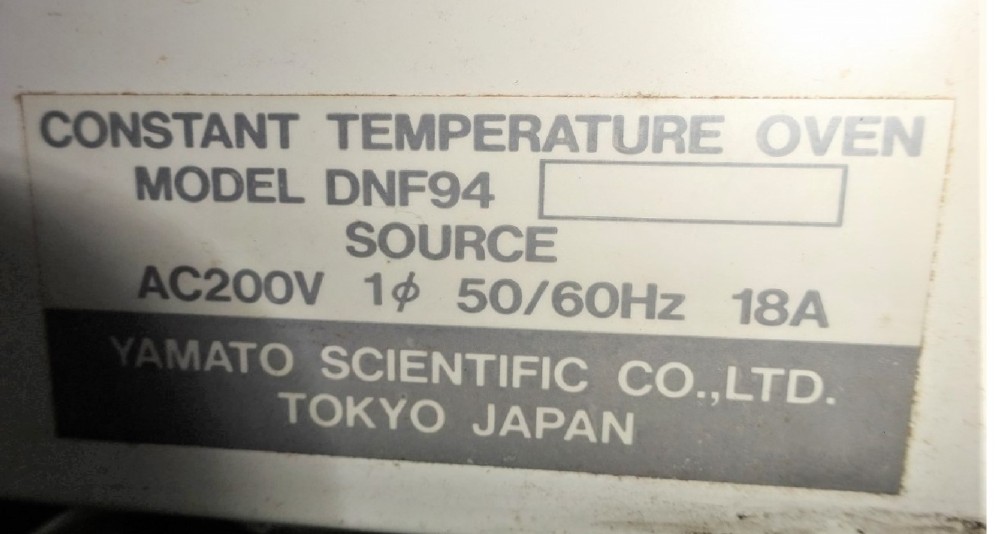 CONSTANT TEMPERATURE OVEN
MODEL DNF94
SOURCE
AC200V 1ϕ 50/60Hz 18A
YAMATO SCIENTIFIC CO.,LTD.
TOKYO JAPAN